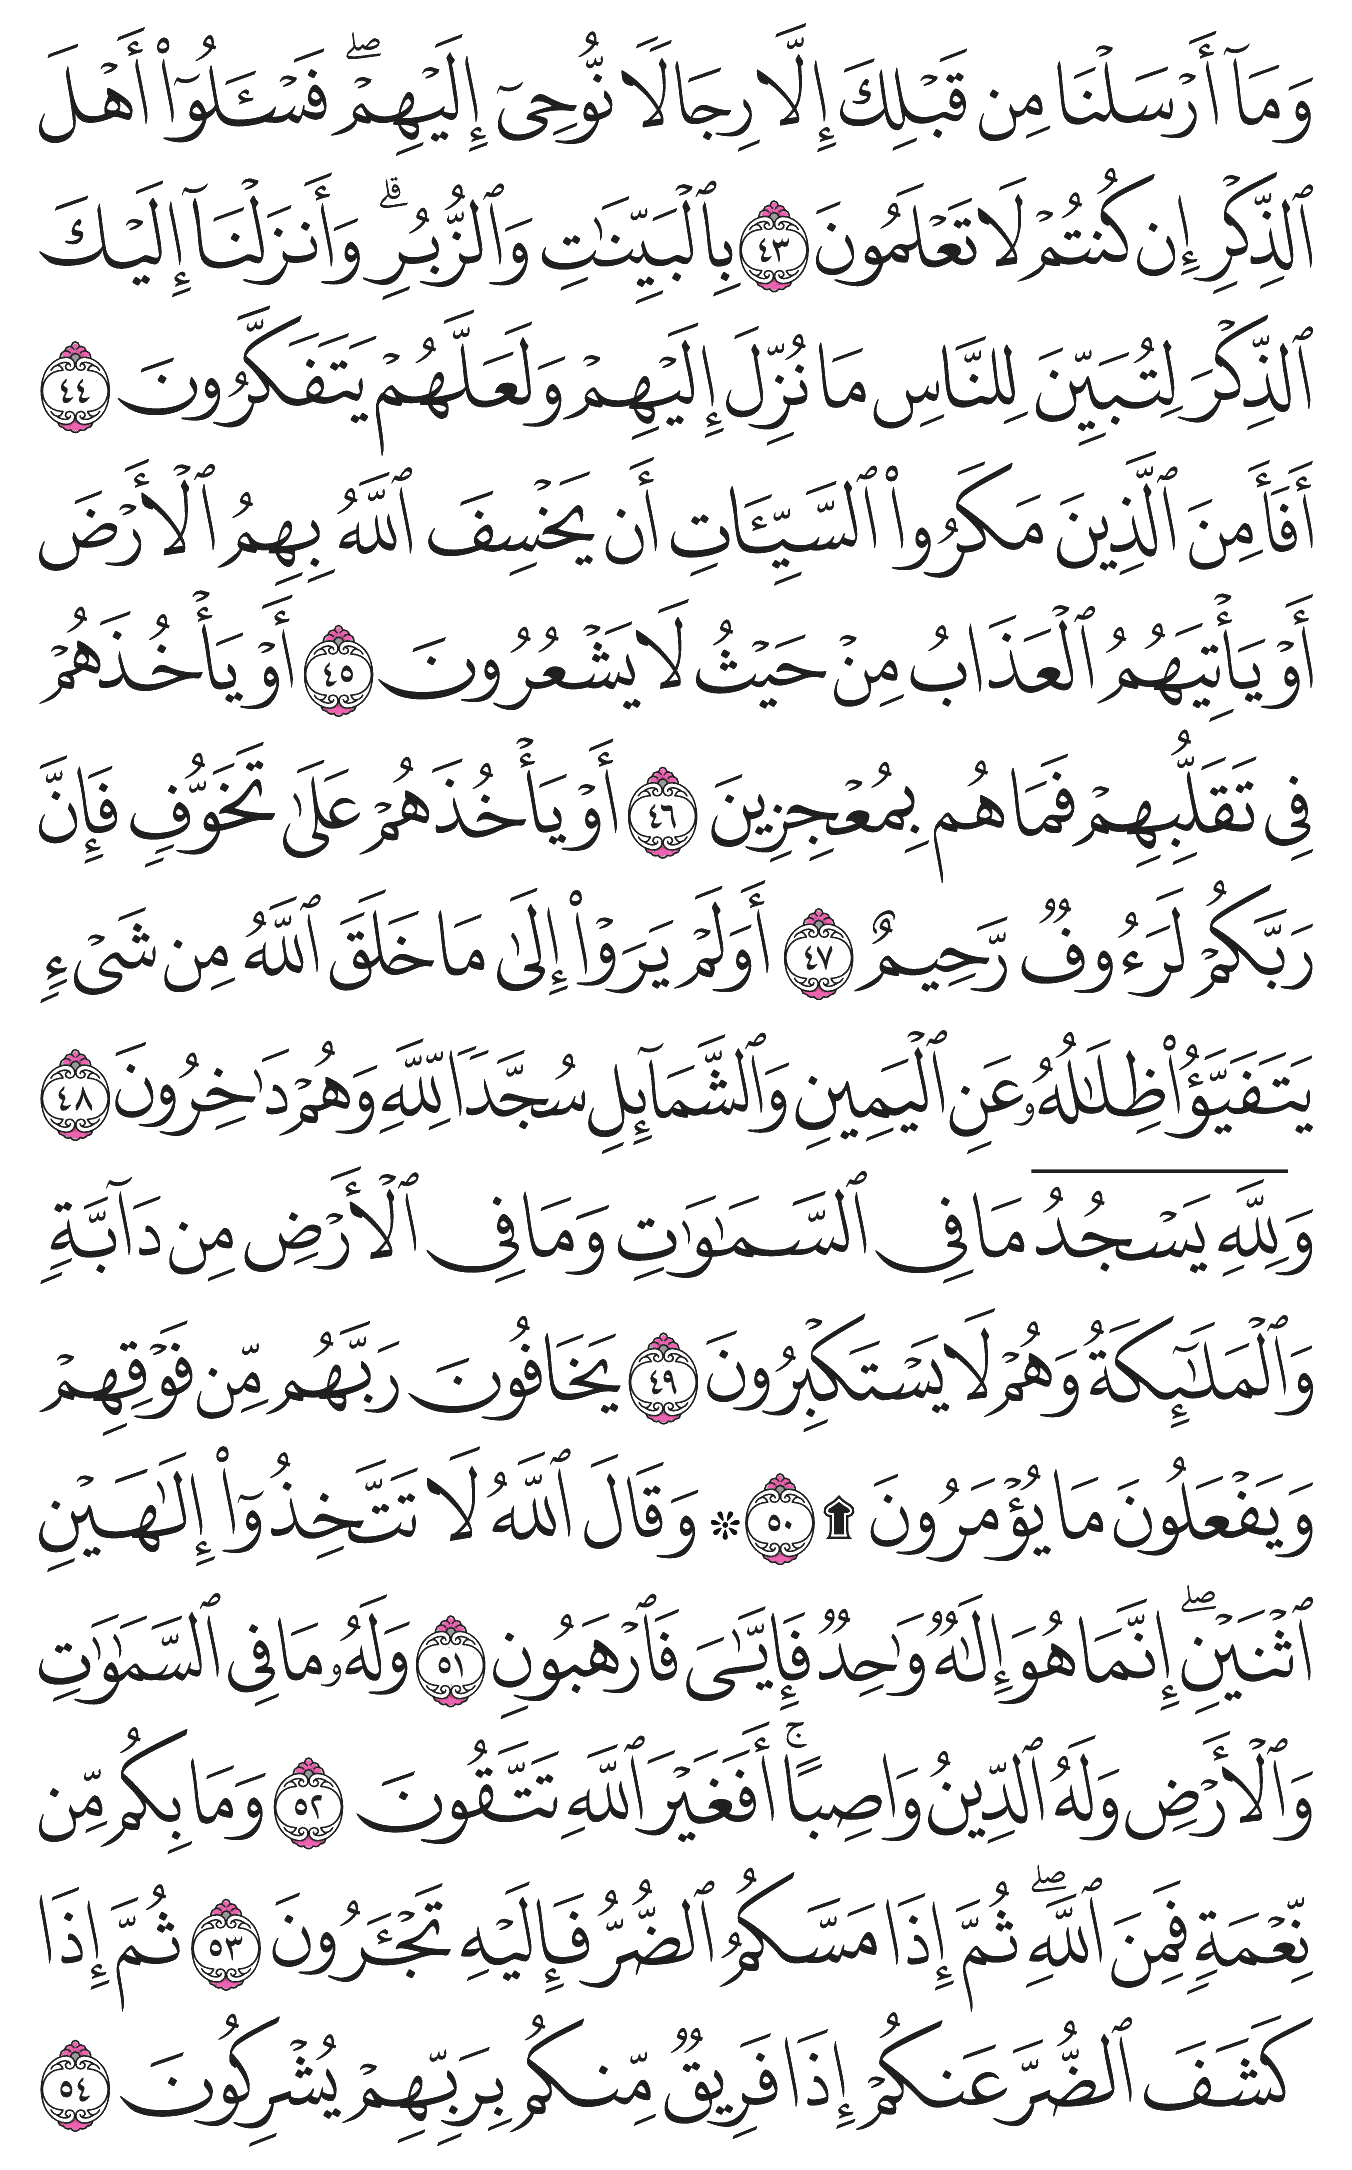 وَمَآ أَرْسَلْنَا مِن قَبْلِكَ إِلَّا رِجَالًا نُّوحِىٓ إِلَيْهِمْ ۖ فَسْـَٔلُوٓا۟ أَهْلَ
ٱلذِّكْرِ إِن كُنتُمْ لَا تَعْلَمُونَ ٤٣ بِٱلْبَيِّنَـٰتِ وَٱلزُّبُرِ ۗ وَأَنزَلْنَآ إِلَيْكَ
ٱلذِّكْرَ لِتُبَيِّنَ لِلنَّاسِ مَا نُزِّلَ إِلَيْهِمْ وَلَعَلَّهُمْ يَتَفَكَّرُونَ ٤٤
أَفَأَمِنَ ٱلَّذِينَ مَكَرُوا۟ ٱلسَّيِّـَٔاتِ أَن يَخْسِفَ ٱللَّهُ بِهِمُ ٱلْأَرْضَ
أَوْ يَأْتِيَهُمُ ٱلْعَذَابُ مِنْ حَيْثُ لَا يَشْعُرُونَ ٤٥ أَوْ يَأْخُذَهُمْ
فِى تَقَلُّبِهِمْ فَمَا هُم بِمُعْجِزِينَ ٤٦ أَوْ يَأْخُذَهُمْ عَلَىٰ تَخَوُّفٍ فَإِنَّ
رَبَّكُمْ لَرَءُوفٌ رَّحِيمٌ ٤٧ أَوَلَمْ يَرَوْا۟ إِلَىٰ مَا خَلَقَ ٱللَّهُ مِن شَىْءٍ
يَتَفَيَّؤُا۟ ظِلَـٰلُهُۥ عَنِ ٱلْيَمِينِ وَٱلشَّمَآئِلِ سُجَّدًا لِّلَّهِ وَهُمْ دَٰخِرُونَ ٤٨
وَلِلَّهِ يَسْجُدُ مَا فِى ٱلسَّمَـٰوَٰتِ وَمَا فِى ٱلْأَرْضِ مِن دَآبَّةٍ
وَٱلْمَلَـٰٓئِكَةُ وَهُمْ لَا يَسْتَكْبِرُونَ ٤٩ يَخَافُونَ رَبَّهُم مِّن فَوْقِهِمْ
وَيَفْعَلُونَ مَا يُؤْمَرُونَ ۩ ٥٠ ۞ وَقَالَ ٱللَّهُ لَا تَتَّخِذُوٓا۟ إِلَـٰهَيْنِ
ٱثْنَيْنِ ۖ إِنَّمَا هُوَ إِلَـٰهٌ وَٰحِدٌ فَإِيَّـٰىَ فَٱرْهَبُونِ ٥١ وَلَهُۥ مَا فِى ٱلسَّمَـٰوَٰتِ
وَٱلْأَرْضِ وَلَهُ ٱلدِّينُ وَاصِبًا ۚ أَفَغَيْرَ ٱللَّهِ تَتَّقُونَ ٥٢ وَمَا بِكُم مِّن
نِّعْمَةٍ فَمِنَ ٱللَّهِ ۖ ثُمَّ إِذَا مَسَّكُمُ ٱلضُّرُّ فَإِلَيْهِ تَجْـَٔرُونَ ٥٣ ثُمَّ إِذَا
كَشَفَ ٱلضُّرَّ عَنكُمْ إِذَا فَرِيقٌ مِّنكُم بِرَبِّهِمْ يُشْرِكُونَ ٥٤